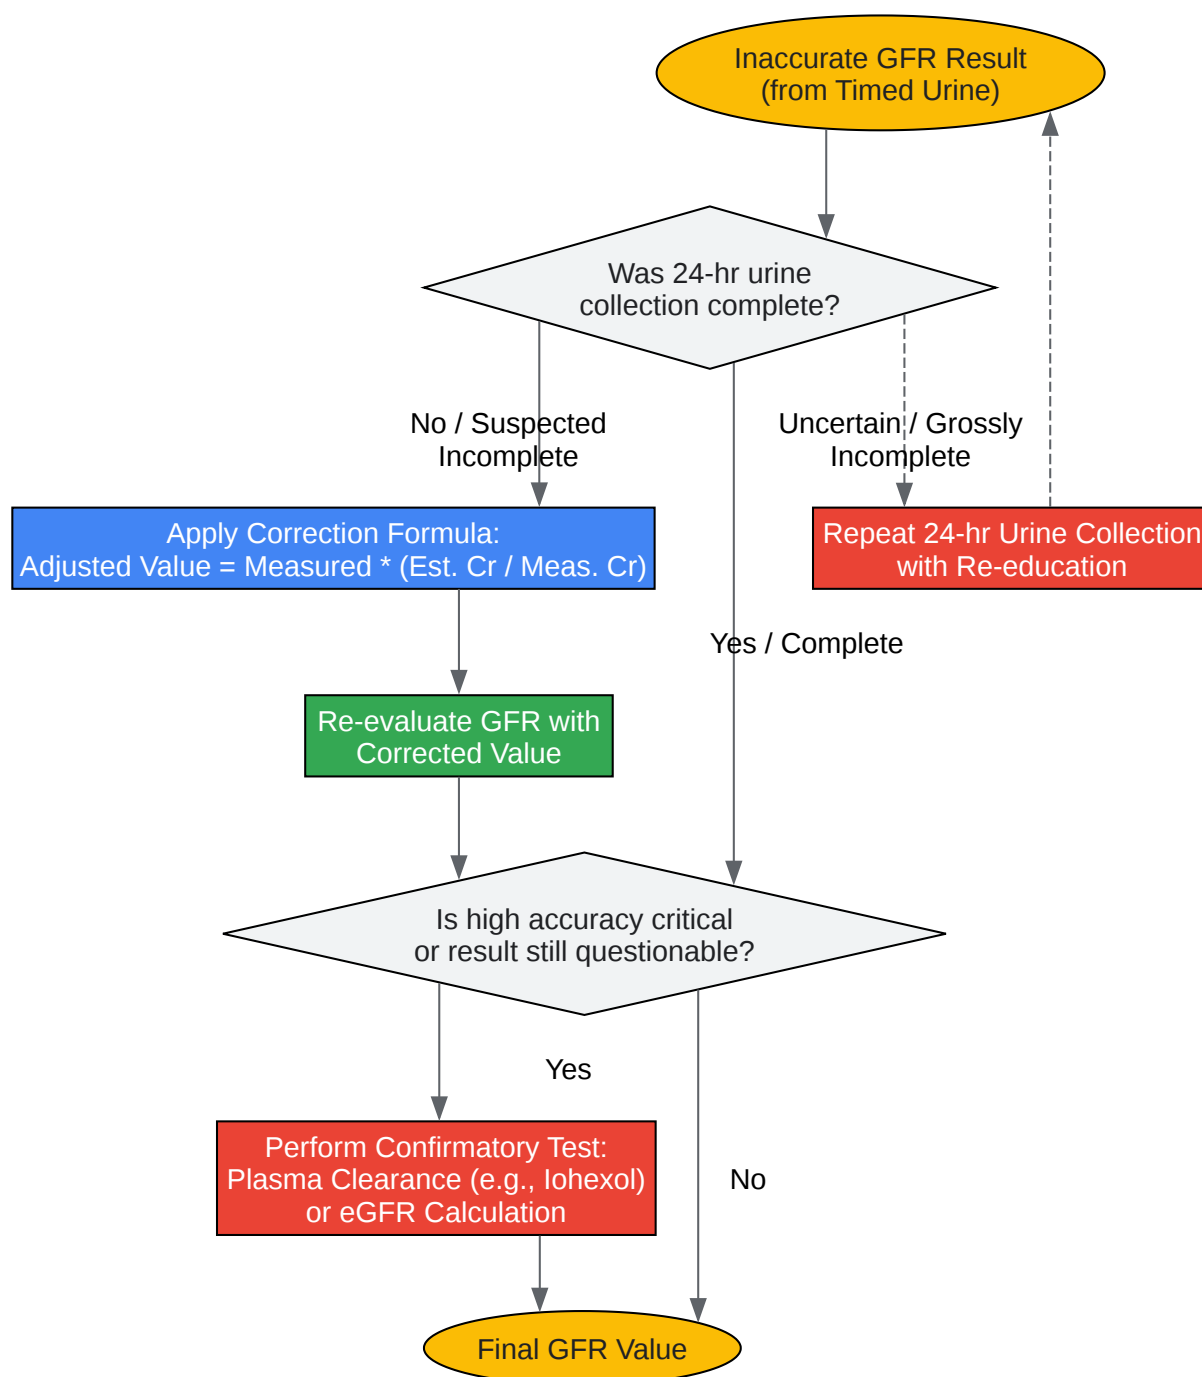 Inaccurate GFR Result
(from Timed Urine)
Was 24-hr urine
collection complete?
No / Suspected
Incomplete
Uncertain / Grossly
Incomplete
Apply Correction Formula:
Adjusted Value = Measured * (Est. Cr / Meas. Cr)
Repeat 24-hr Urine Collection
with Re-education
Yes / Complete
Re-evaluate GFR with
Corrected Value
Is high accuracy critical
or result still questionable?
Yes
Perform Confirmatory Test:
Plasma Clearance (e.g., Iohexol)
or eGFR Calculation
No
Final GFR Value